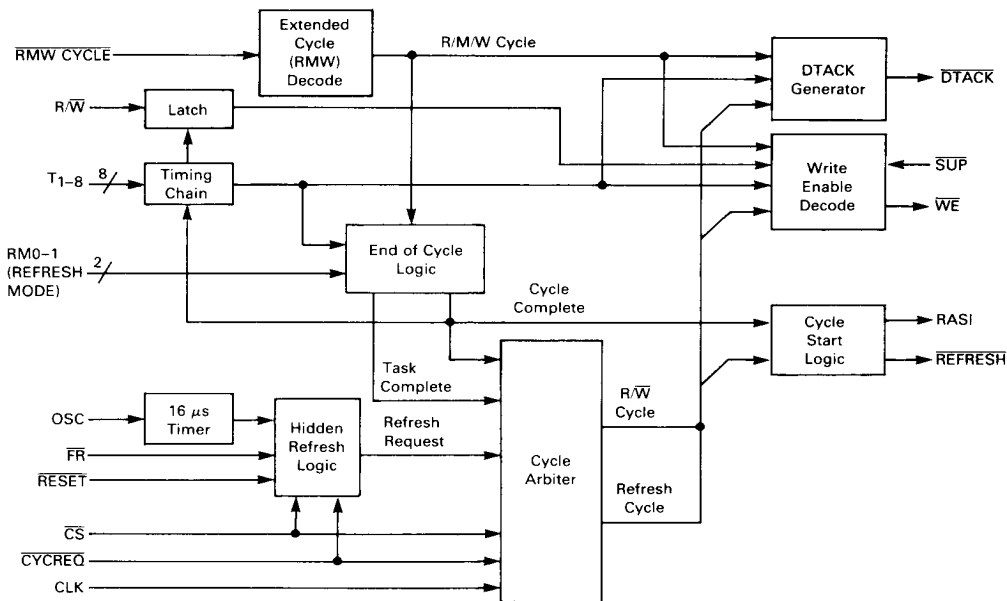 Extended
Cycle
(RMW)
Decode
RMW CYCLE
R/M/W Cycle
DTACK
Generator
DTACK
R/W
Latch
T1–8
8
Timing
Chain
Write
Enable
Decode
SUP
WE
RM0–1
(REFRESH
MODE)
2
End of Cycle
Logic
Cycle
Complete
Cycle
Start
Logic
RASI
REFRESH
Task
Complete
OSC
16 μs
Timer
Hidden
Refresh
Logic
Refresh
Request
FR
RESET
Cycle
Arbiter
R/W
Cycle
Refresh
Cycle
CS
CYCREQ
CLK